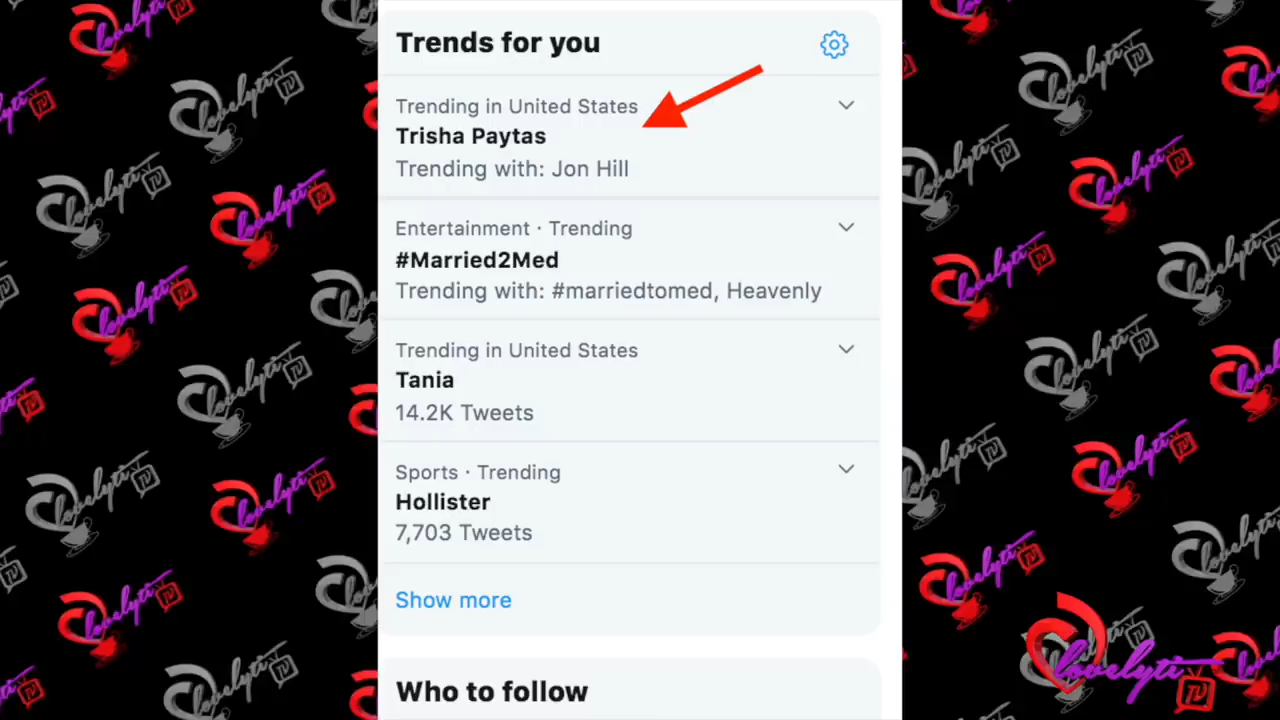 Trends for you
Trending in United States
Trisha Paytas
Trending with: Jon Hill
Entertainment · Trending
#Married2Med
Trending with: #marriedtomed, Heavenly
Trending in United States
Tania
14.2K Tweets
Sports · Trending
Hollister
7,703 Tweets
Show more
Who to follow
lovelyti TV